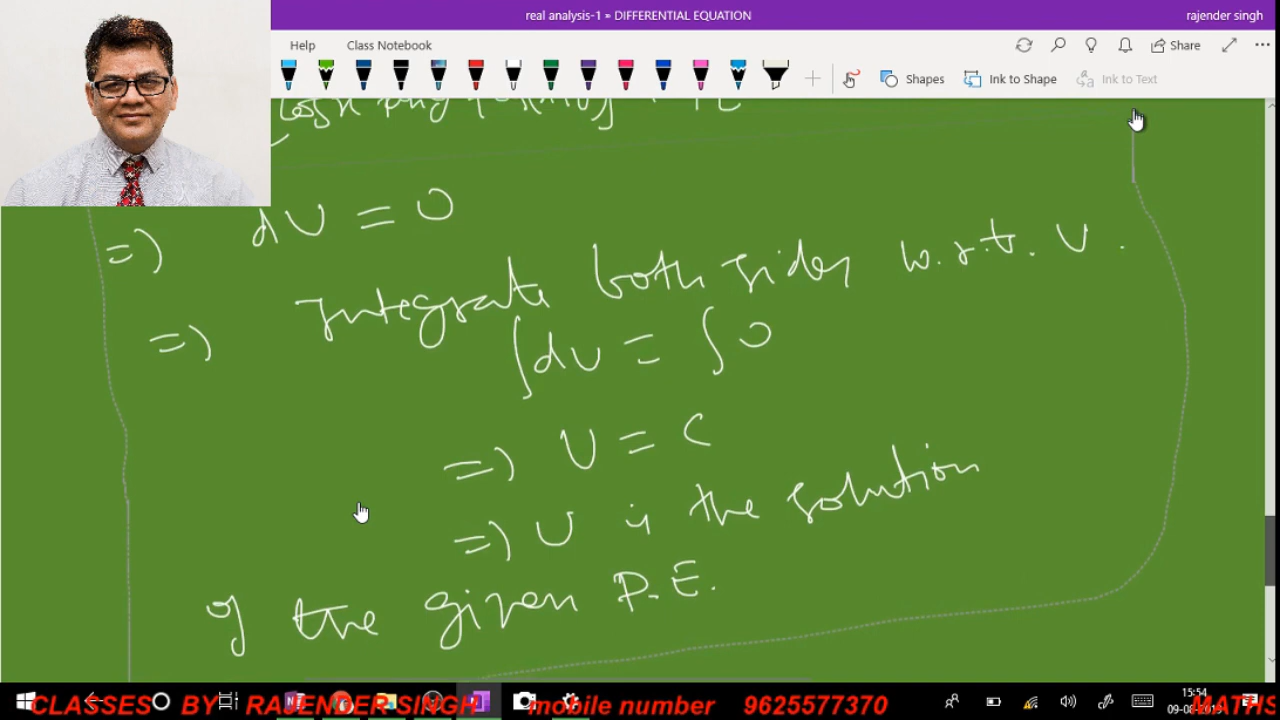 real analysis-1 » DIFFERENTIAL EQUATION
rajender singh
Help Class Notebook
Share
Shapes Ink to Shape Ink to Text
=) dU = 0
Integrate both sides w.r.t. U.
=) ∫dU = ∫0
=) U = C
=) U is the solution
of the given D.E.
CLASSES BY RAJENDER SINGH mobile number 9625577370 MATHS
15:54